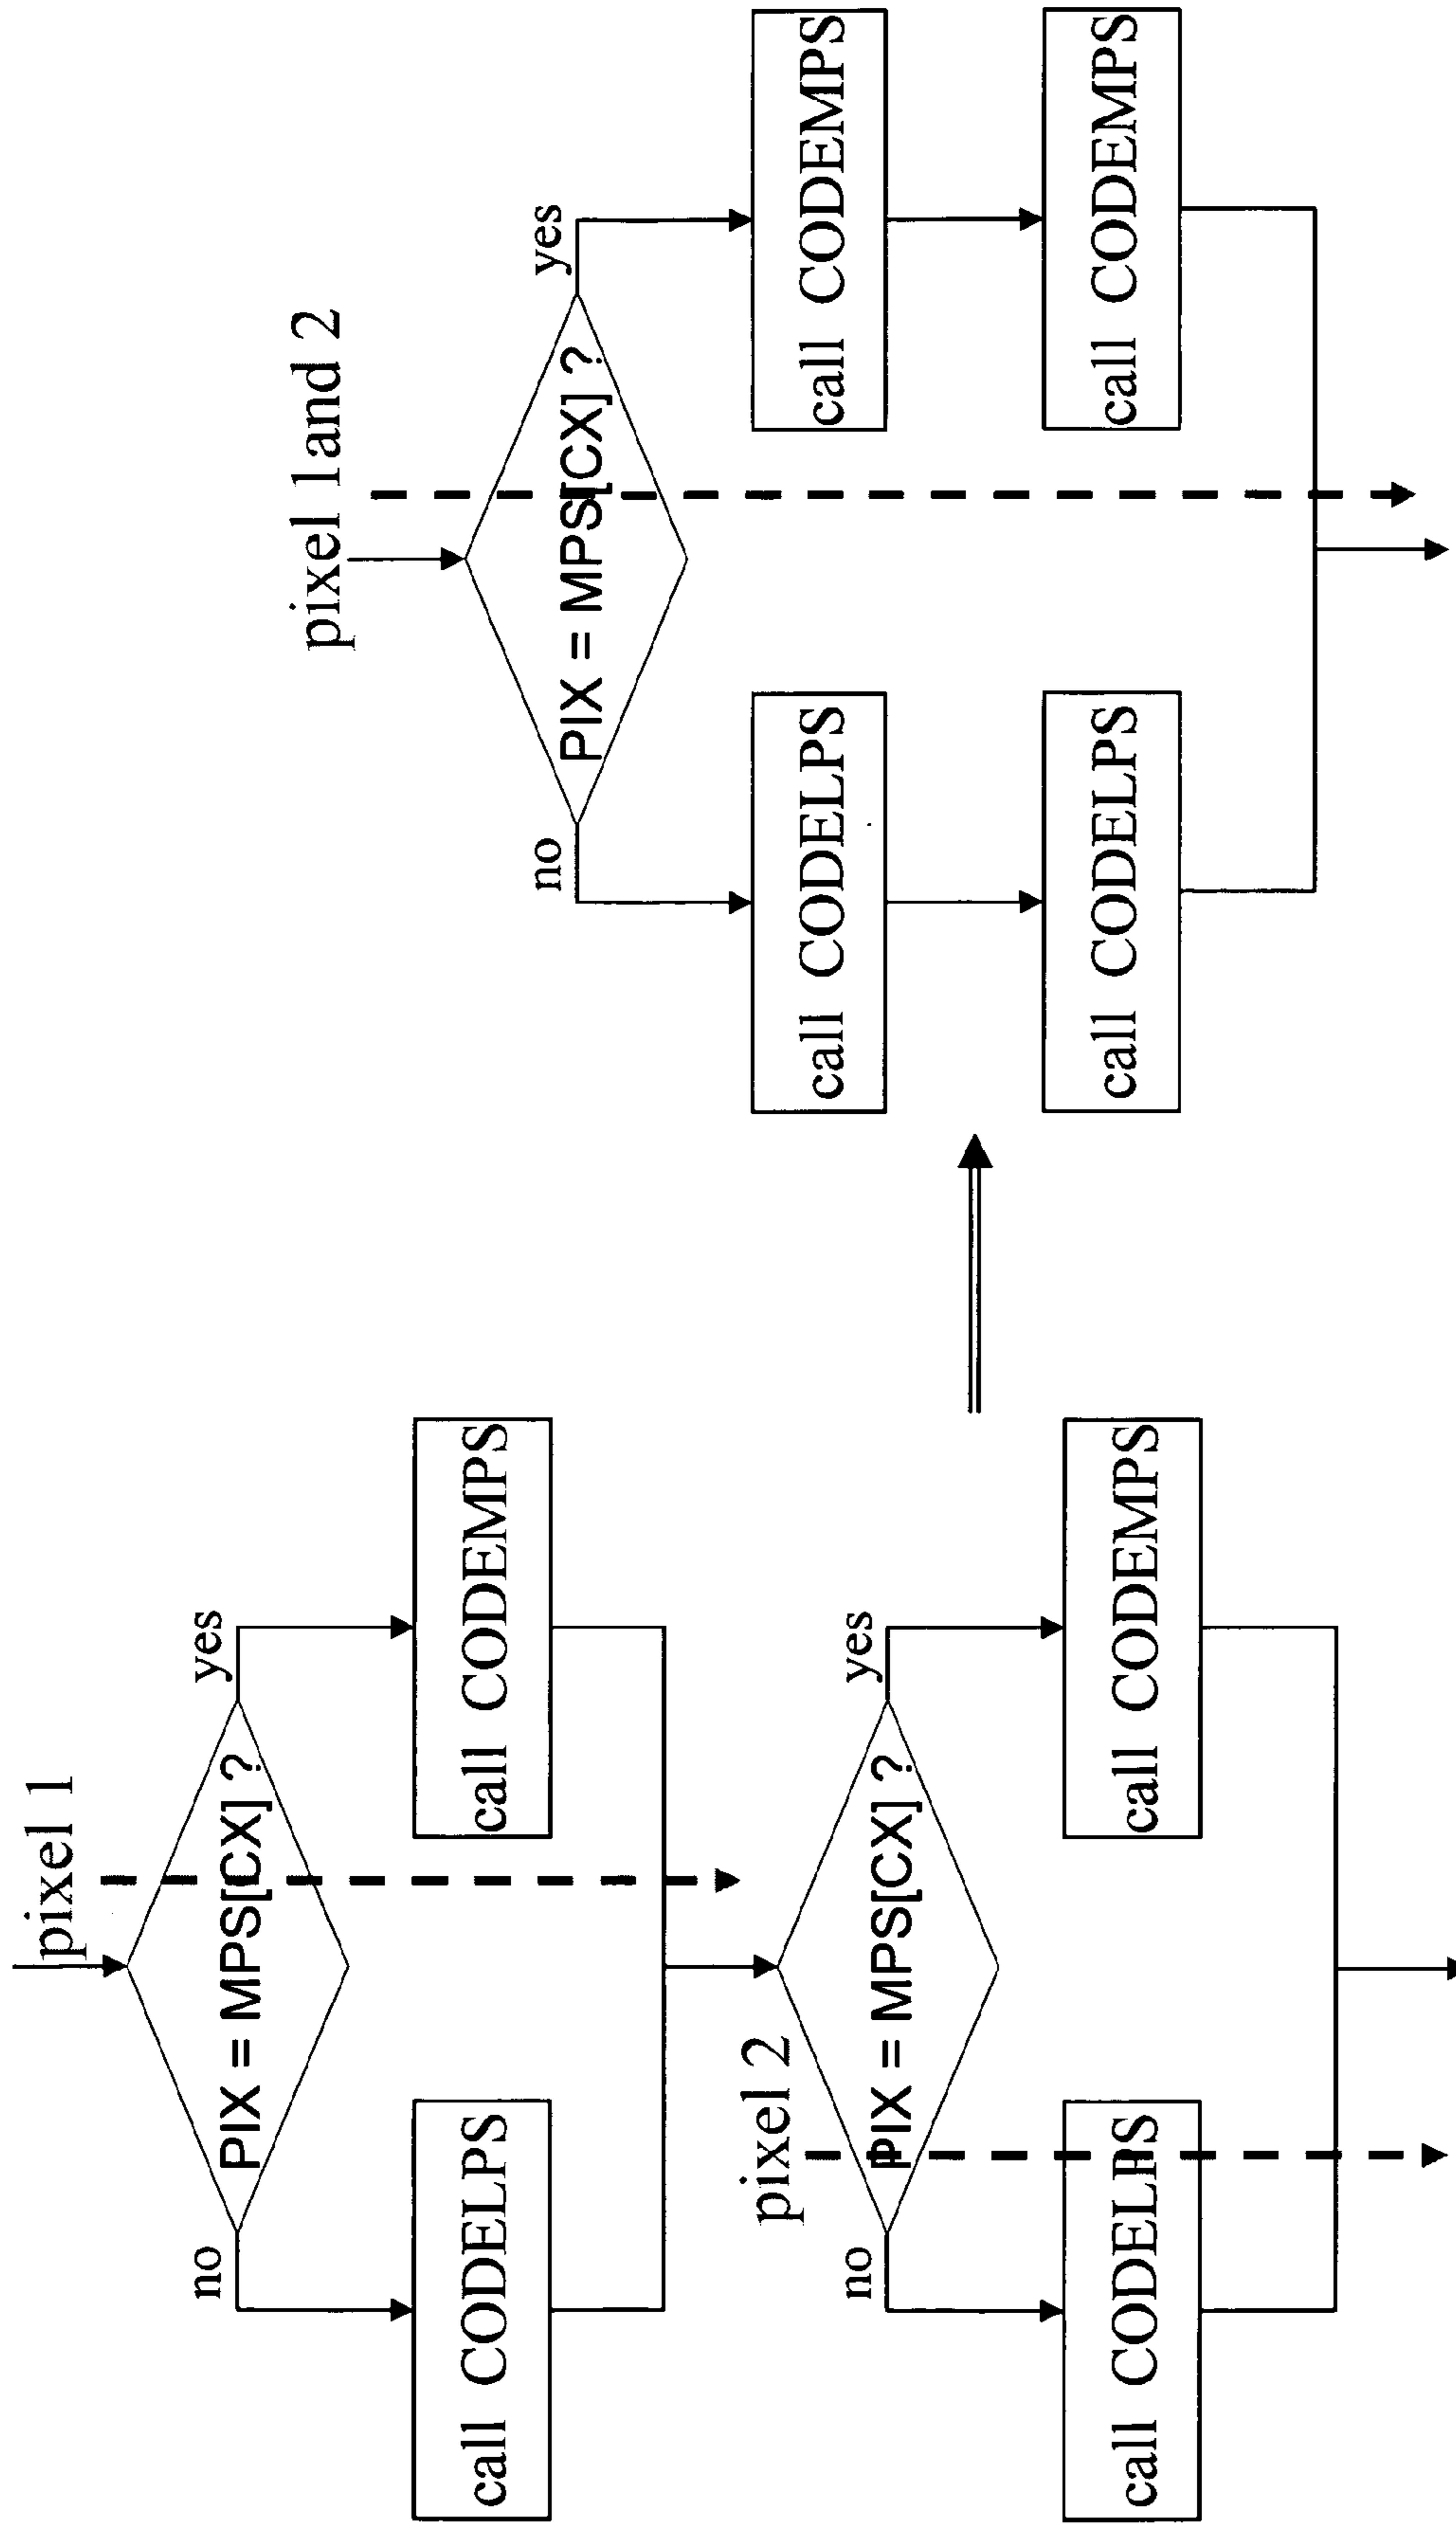 pixel 1
PIX = MPS[CX] ?
no
yes
call CODELPS
call CODEMPS
pixel 2
PIX = MPS[CX] ?
no
yes
call CODELPS
call CODEMPS
pixel 1and 2
PIX = MPS[CX] ?
no
yes
call CODELPS
call CODEMPS
call CODELPS
call CODEMPS